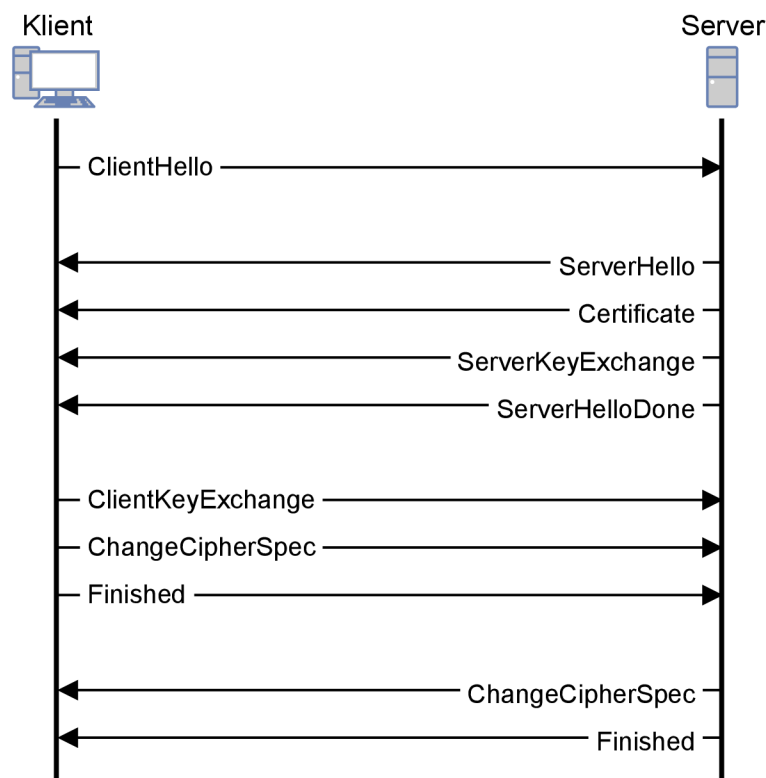 Klient
Server
ClientHello
ServerHello
Certificate
ServerKeyExchange
ServerHelloDone
ClientKeyExchange
ChangeCipherSpec
Finished
ChangeCipherSpec
Finished